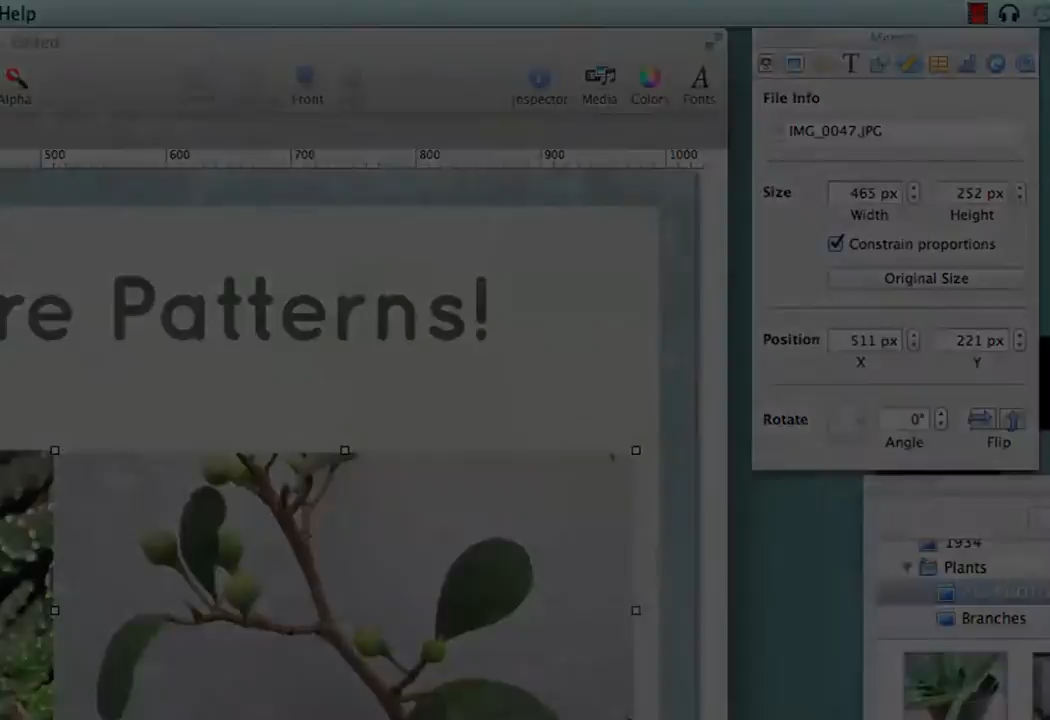 Help
Edited
Alpha
Front
Inspector
Media
Colors
Fonts
500 600 700 800 900 1000
re Patterns!
Metrics
T
File Info
IMG_0047.JPG
Size
465 px
252 px
Width
Height
Constrain proportions
Original Size
Position
511 px
221 px
X
Y
Rotate
0°
Angle
Flip
1934
Plants
Branches